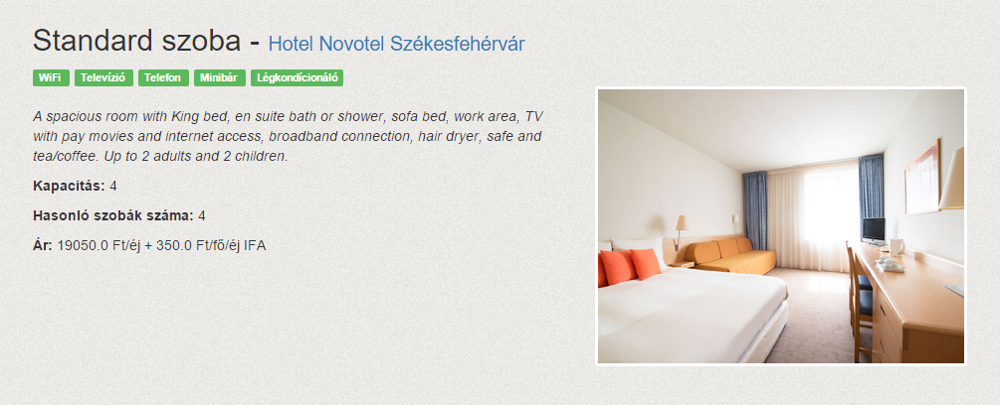 Standard szoba - Hotel Novotel Székesfehérvár
WiFi Televízió Telefon Minibár Légkondícionáló
A spacious room with King bed, en suite bath or shower, sofa bed, work area, TV
with pay movies and internet access, broadband connection, hair dryer, safe and
tea/coffee. Up to 2 adults and 2 children.
Kapacitás: 4
Hasonló szobák száma: 4
Ár: 19050.0 Ft/éj + 350.0 Ft/fő/éj IFA